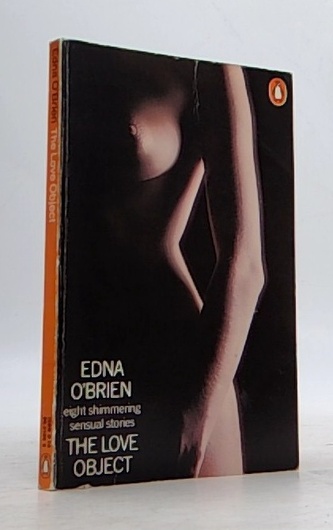 Edna O'Brien The Love Object
EDNA
O'BRIEN
eight shimmering
sensual stories
THE LOVE
OBJECT